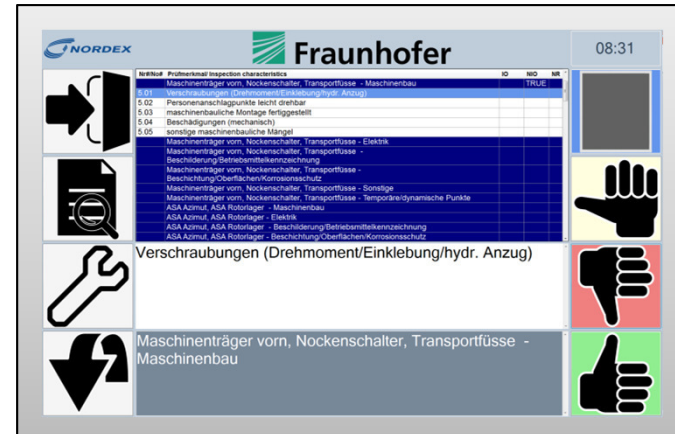 NORDEX
Fraunhofer
08:31
Nr#/No# Prüfmerkmal/ Inspection characteristics IO NIO NR
Maschinenträger vorn, Nockenschalter, Transportfüsse - Maschinenbau TRUE
5.01 Verschraubungen (Drehmoment/Einklebung/hydr. Anzug)
5.02 Personenanschlagpunkte leicht drehbar
5.03 maschinenbauliche Montage fertiggestellt
5.04 Beschädigungen (mechanisch)
5.05 sonstige maschinenbauliche Mängel
Maschinenträger vorn, Nockenschalter, Transportfüsse - Elektrik
Maschinenträger vorn, Nockenschalter, Transportfüsse -
Beschilderung/Betriebsmittelkennzeichnung
Maschinenträger vorn, Nockenschalter, Transportfüsse -
Beschichtung/Oberflächen/Korrosionsschutz
Maschinenträger vorn, Nockenschalter, Transportfüsse - Sonstige
Maschinenträger vorn, Nockenschalter, Transportfüsse - Temporäre/dynamische Punkte
ASA Azimut, ASA Rotorlager - Maschinenbau
ASA Azimut, ASA Rotorlager - Elektrik
ASA Azimut, ASA Rotorlager - Beschilderung/Betriebsmittelkennzeichnung
ASA Azimut, ASA Rotorlager - Beschichtung/Oberflächen/Korrosionsschutz
Verschraubungen (Drehmoment/Einklebung/hydr. Anzug)
Maschinenträger vorn, Nockenschalter, Transportfüsse -
Maschinenbau